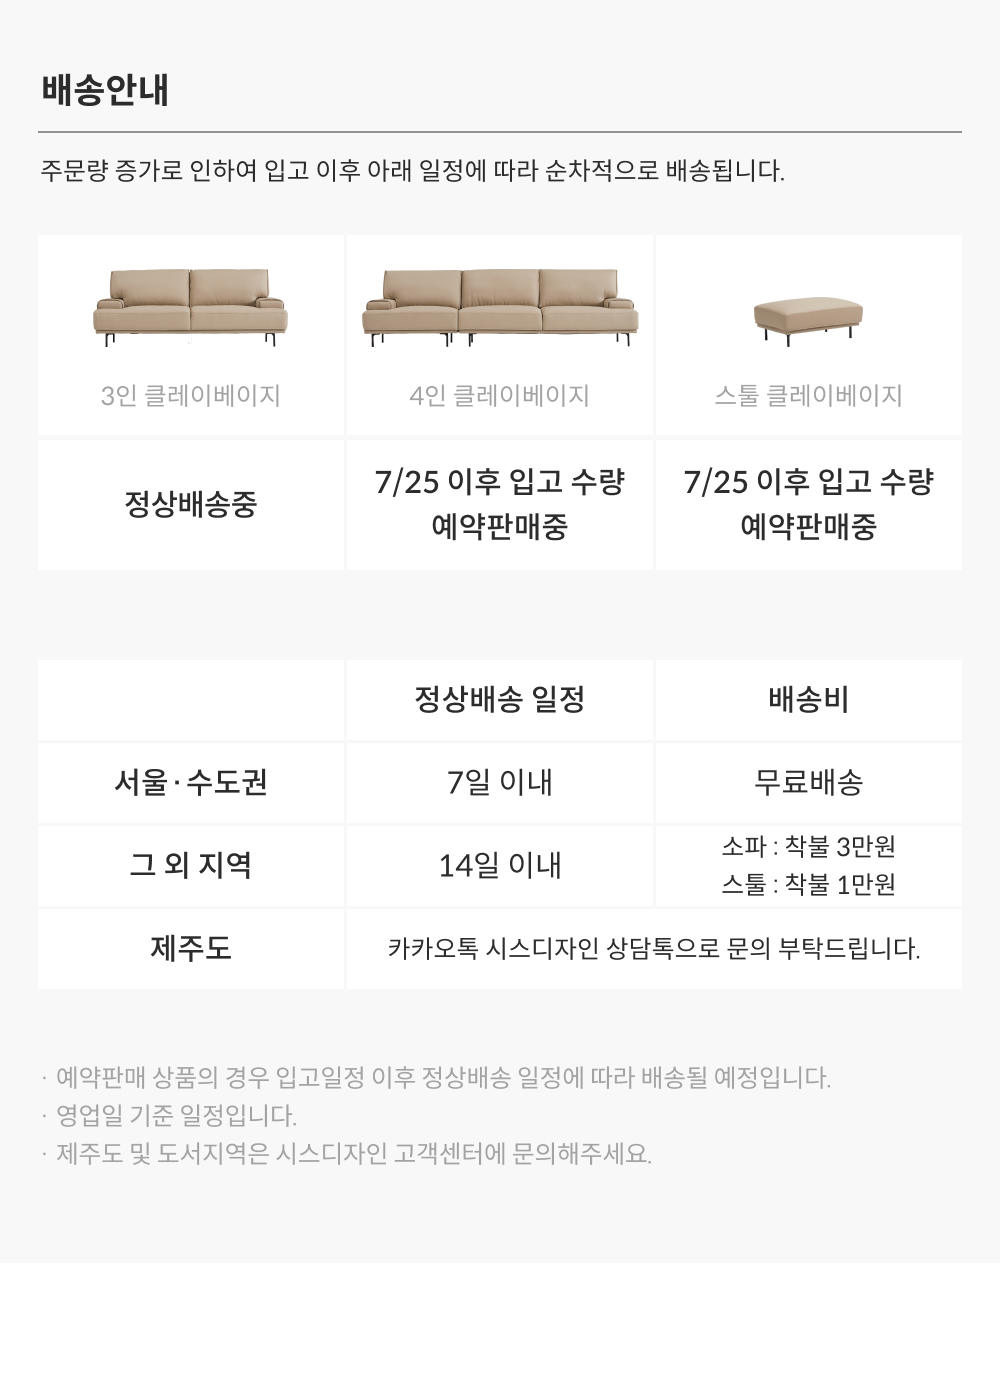 배송안내
주문량 증가로 인하여 입고 이후 아래 일정에 따라 순차적으로 배송됩니다.
3인 클레이베이지
4인 클레이베이지
스툴 클레이베이지
정상배송중
7/25 이후 입고 수량
예약판매중
7/25 이후 입고 수량
예약판매중
정상배송 일정
배송비
서울·수도권
7일 이내
무료배송
그 외 지역
14일 이내
소파 : 착불 3만원
스툴 : 착불 1만원
제주도
카카오톡 시스디자인 상담톡으로 문의 부탁드립니다.
· 예약판매 상품의 경우 입고일정 이후 정상배송 일정에 따라 배송될 예정입니다.
· 영업일 기준 일정입니다.
· 제주도 및 도서지역은 시스디자인 고객센터에 문의해주세요.